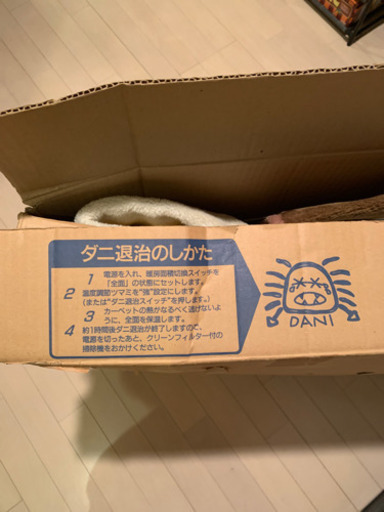 ダニ退治のしかた
1 電源を入れ、暖房面積切換スイッチを
「全面」の状態にセットします。
2 温度調節ツマミを"強"設定にします。
(または"ダニ退治スイッチ"を押します。)
3 カーペットの熱がなるべく逃げないよ
うに、全面を保温します。
4 約1時間後ダニ退治が終了しますので、
電源を切ったあと、クリーンフィルター付の
掃除機をおかけください。
DANI